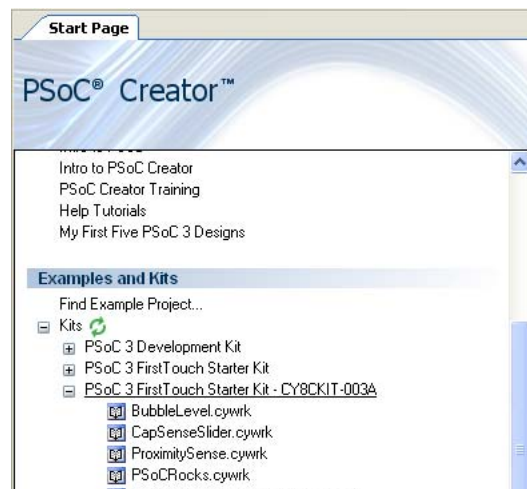 Start Page
PSoC® Creator™
Intro to PSoC Creator
PSoC Creator Training
Help Tutorials
My First Five PSoC 3 Designs
Examples and Kits
Find Example Project...
Kits
PSoC 3 Development Kit
PSoC 3 FirstTouch Starter Kit
PSoC 3 FirstTouch Starter Kit - CY8CKIT-003A
BubbleLevel.cywrk
CapSenseSlider.cywrk
ProximitySense.cywrk
PSoCRocks.cywrk